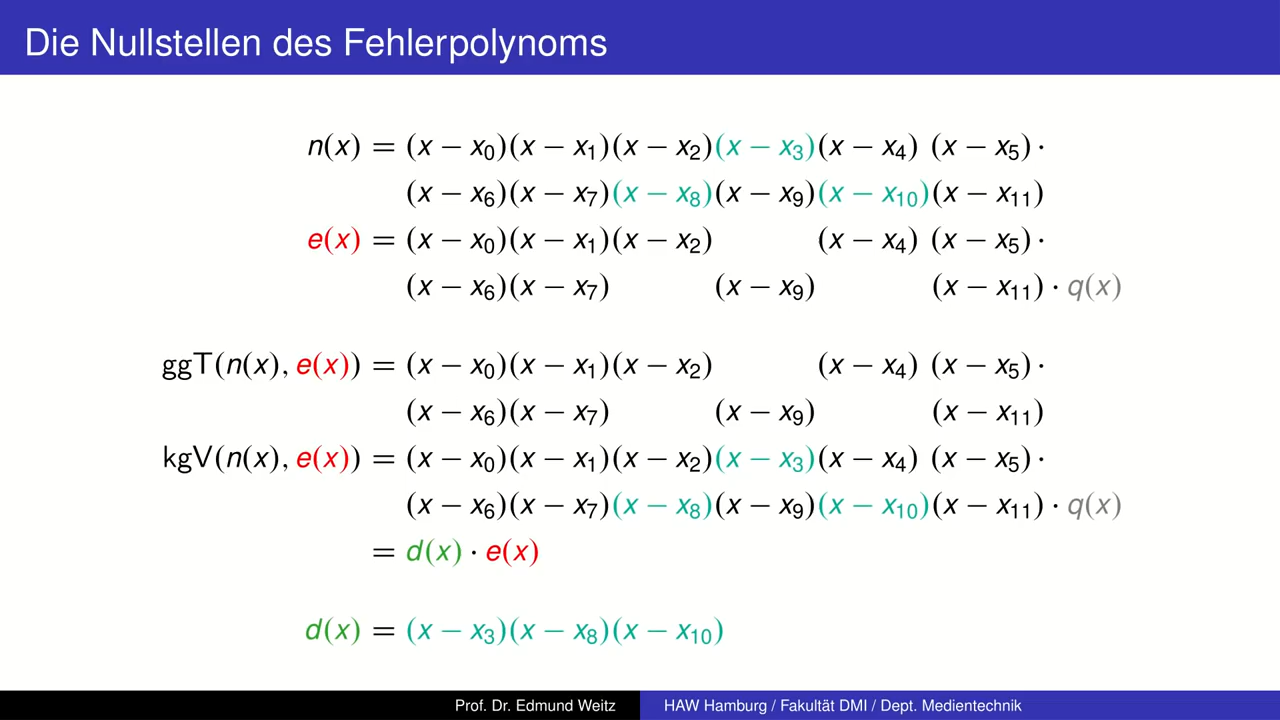 Die Nullstellen des Fehlerpolynoms
n(x) = (x − x₀)(x − x₁)(x − x₂)(x − x₃)(x − x₄) (x − x₅) ·
(x − x₆)(x − x₇)(x − x₈)(x − x₉)(x − x₁₀)(x − x₁₁)
e(x) = (x − x₀)(x − x₁)(x − x₂) (x − x₄) (x − x₅) ·
(x − x₆)(x − x₇) (x − x₉) (x − x₁₁) · q(x)
ggT(n(x), e(x)) = (x − x₀)(x − x₁)(x − x₂) (x − x₄) (x − x₅) ·
(x − x₆)(x − x₇) (x − x₉) (x − x₁₁)
kgV(n(x), e(x)) = (x − x₀)(x − x₁)(x − x₂)(x − x₃)(x − x₄) (x − x₅) ·
(x − x₆)(x − x₇)(x − x₈)(x − x₉)(x − x₁₀)(x − x₁₁) · q(x)
= d(x) · e(x)
d(x) = (x − x₃)(x − x₈)(x − x₁₀)
Prof. Dr. Edmund Weitz HAW Hamburg / Fakultät DMI / Dept. Medientechnik